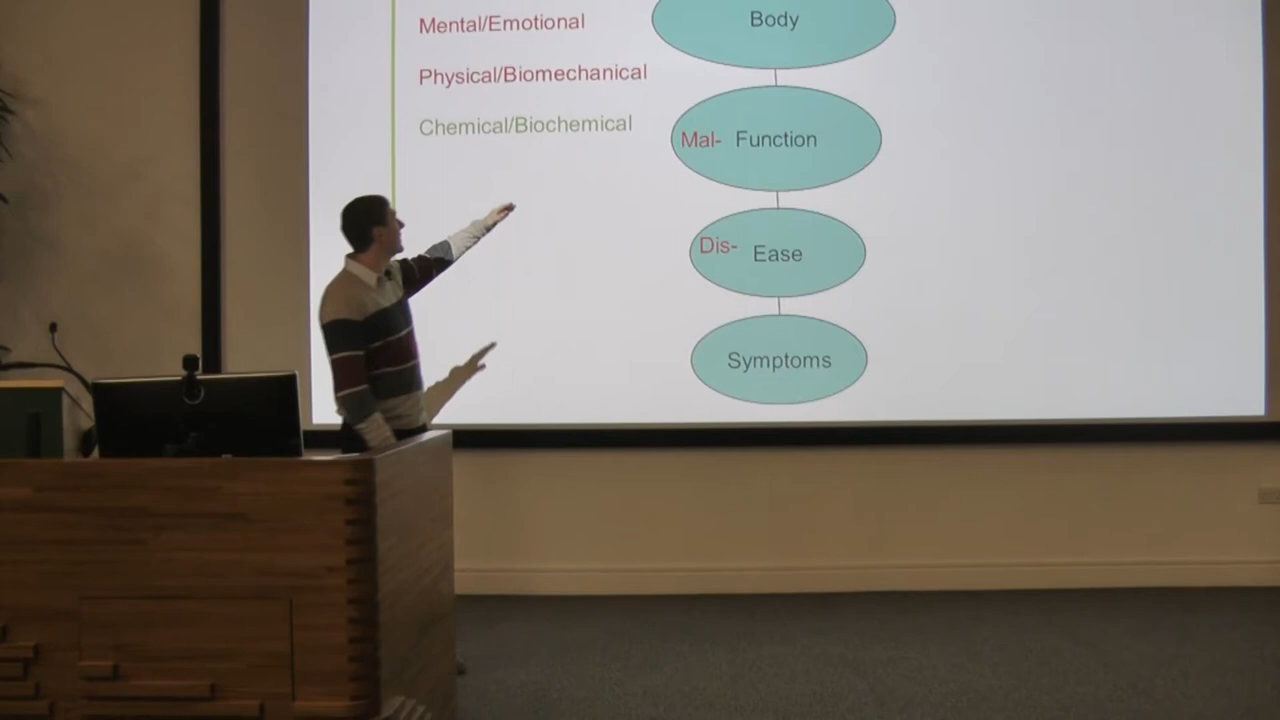 Mental/Emotional
Physical/Biomechanical
Chemical/Biochemical
Body
Mal- Function
Dis- Ease
Symptoms